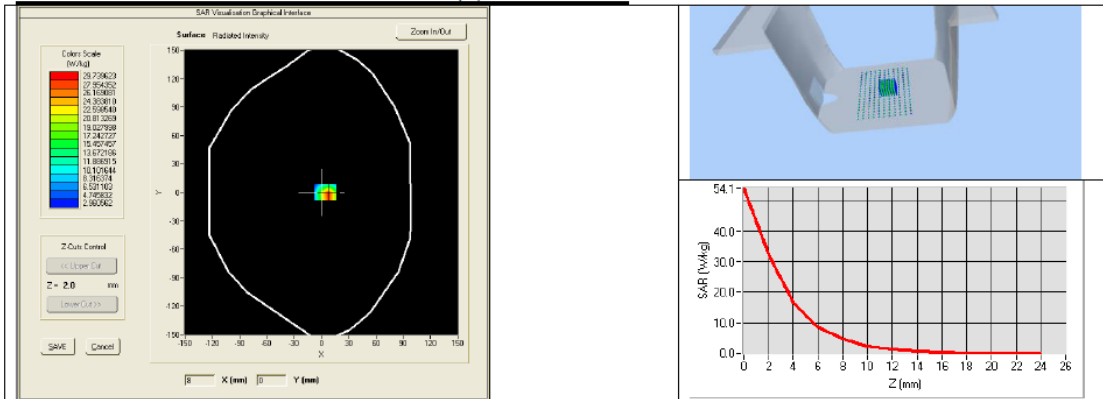 SAR Visualisation Graphical Interface
Surface Radiated Intensity
Zoom In/Out
Colors Scale
(W/kg)
29.739623
27.954352
26.169081
24.383810
22.598540
20.813269
19.027998
17.242727
15.457457
13.672186
11.886915
10.101644
8.316374
6.531103
4.745832
2.960562
Z-Cuts Control
<< Upper Cut
Z = 2.0 mm
Lower Cut >>
SAVE Cancel
150
120
90
60
30
0
-30
-60
-90
-120
-150
Y
-150 -120 -90 -60 -30 0 30 60 90 120 150
X
8 X (mm) 0 Y (mm)
54.1
40.0
30.0
20.0
10.0
0.0
SAR (W/kg)
0 2 4 6 8 10 12 14 16 18 20 22 24 26
Z (mm)